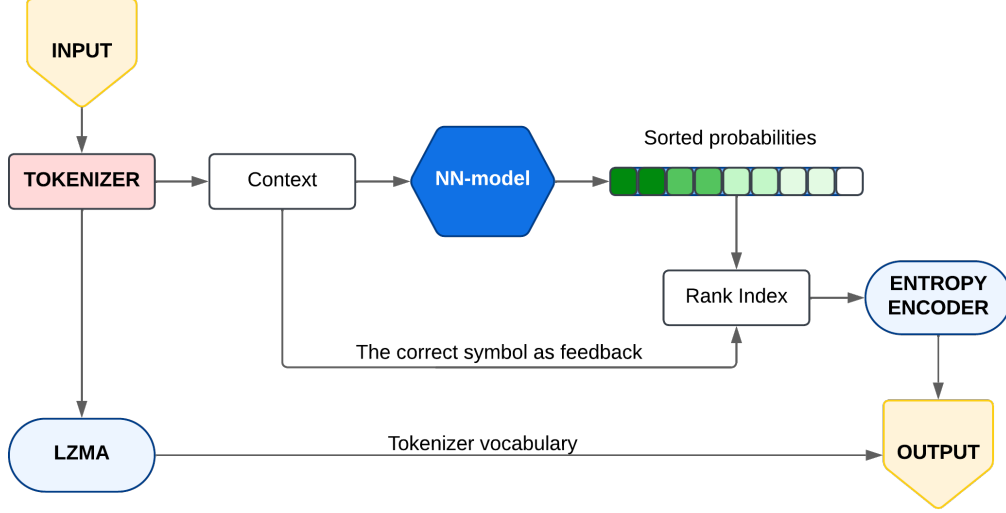 INPUT
Sorted probabilities
TOKENIZER
Context
NN-model
Rank Index
ENTROPY
ENCODER
The correct symbol as feedback
Tokenizer vocabulary
LZMA
OUTPUT